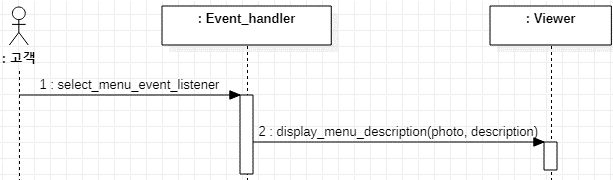 : Event_handler
: Viewer
: 고객
1 : select_menu_event_listener
2 : display_menu_description(photo, description)